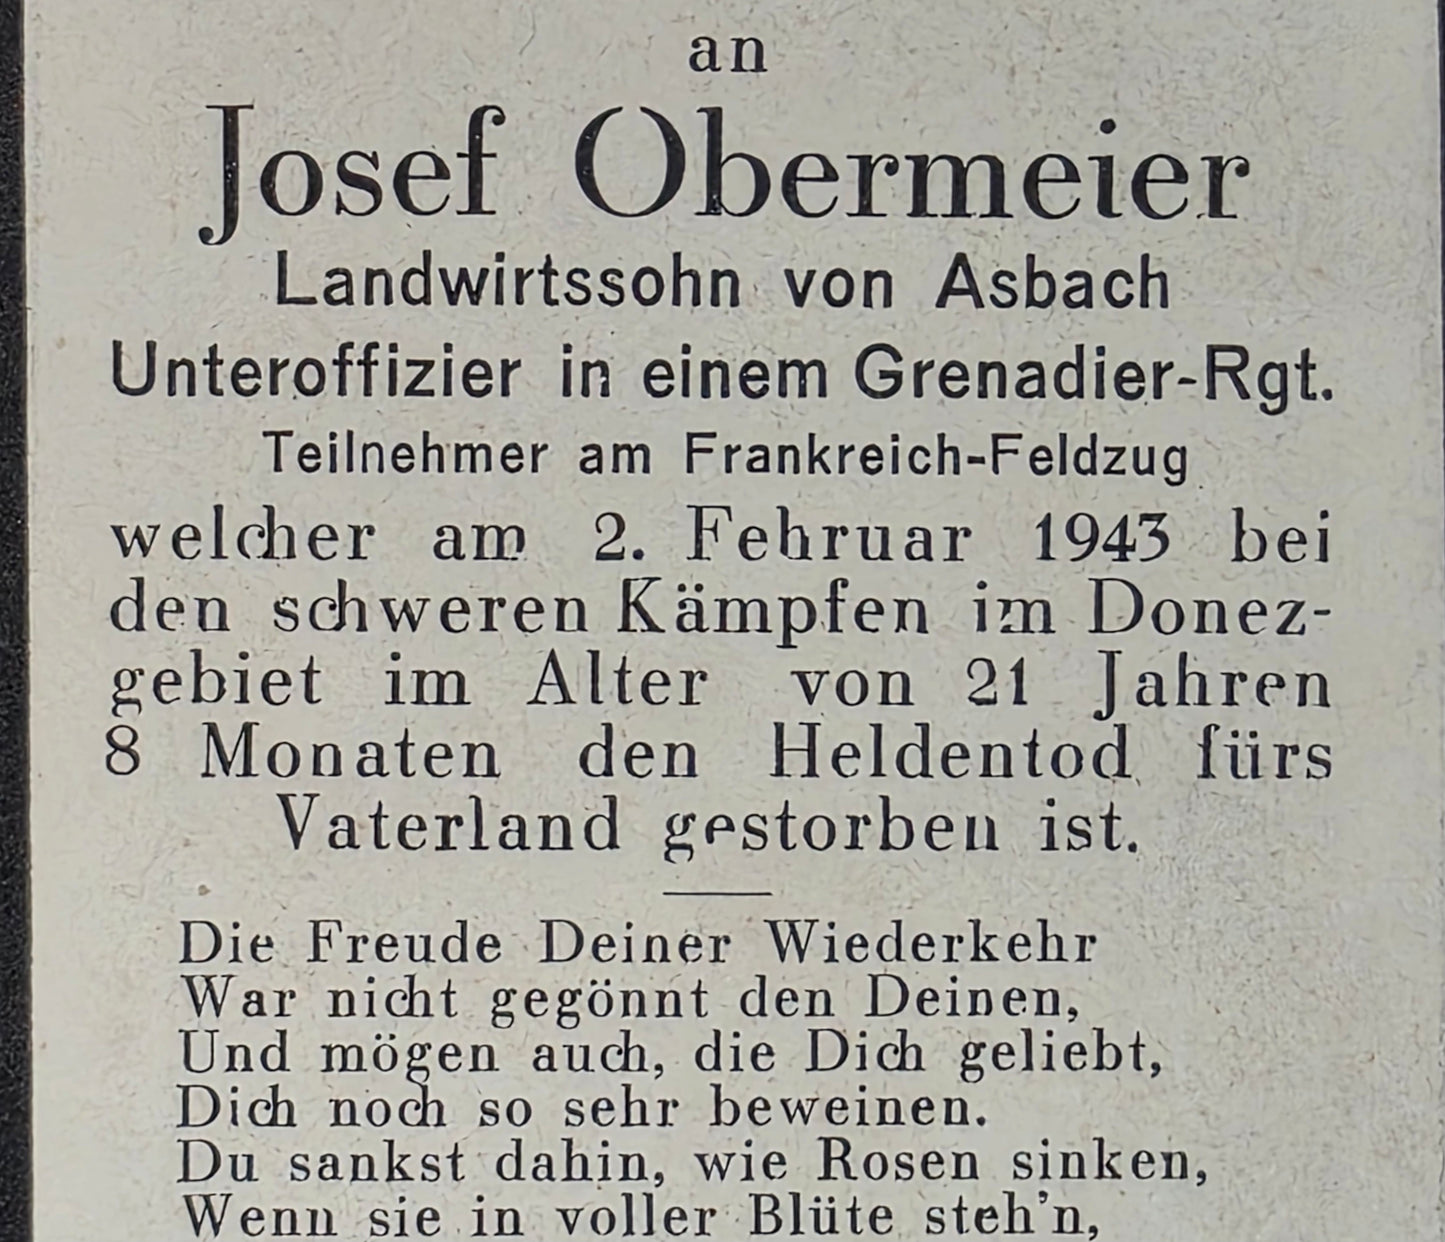 an
Josef Obermeier
Landwirtssohn von Asbach
Unteroffizier in einem Grenadier-Rgt.
Teilnehmer am Frankreich-Feldzug
welcher am 2. Februar 1943 bei
den schweren Kämpfen im Donez-
gebiet im Alter von 21 Jahren
8 Monaten den Heldentod fürs
Vaterland gestorben ist.
Die Freude Deiner Wiederkehr
War nicht gegönnt den Deinen,
Und mögen auch, die Dich geliebt,
Dich noch so sehr beweinen.
Du sankst dahin, wie Rosen sinken,
Wenn sie in voller Blüte steh'n,